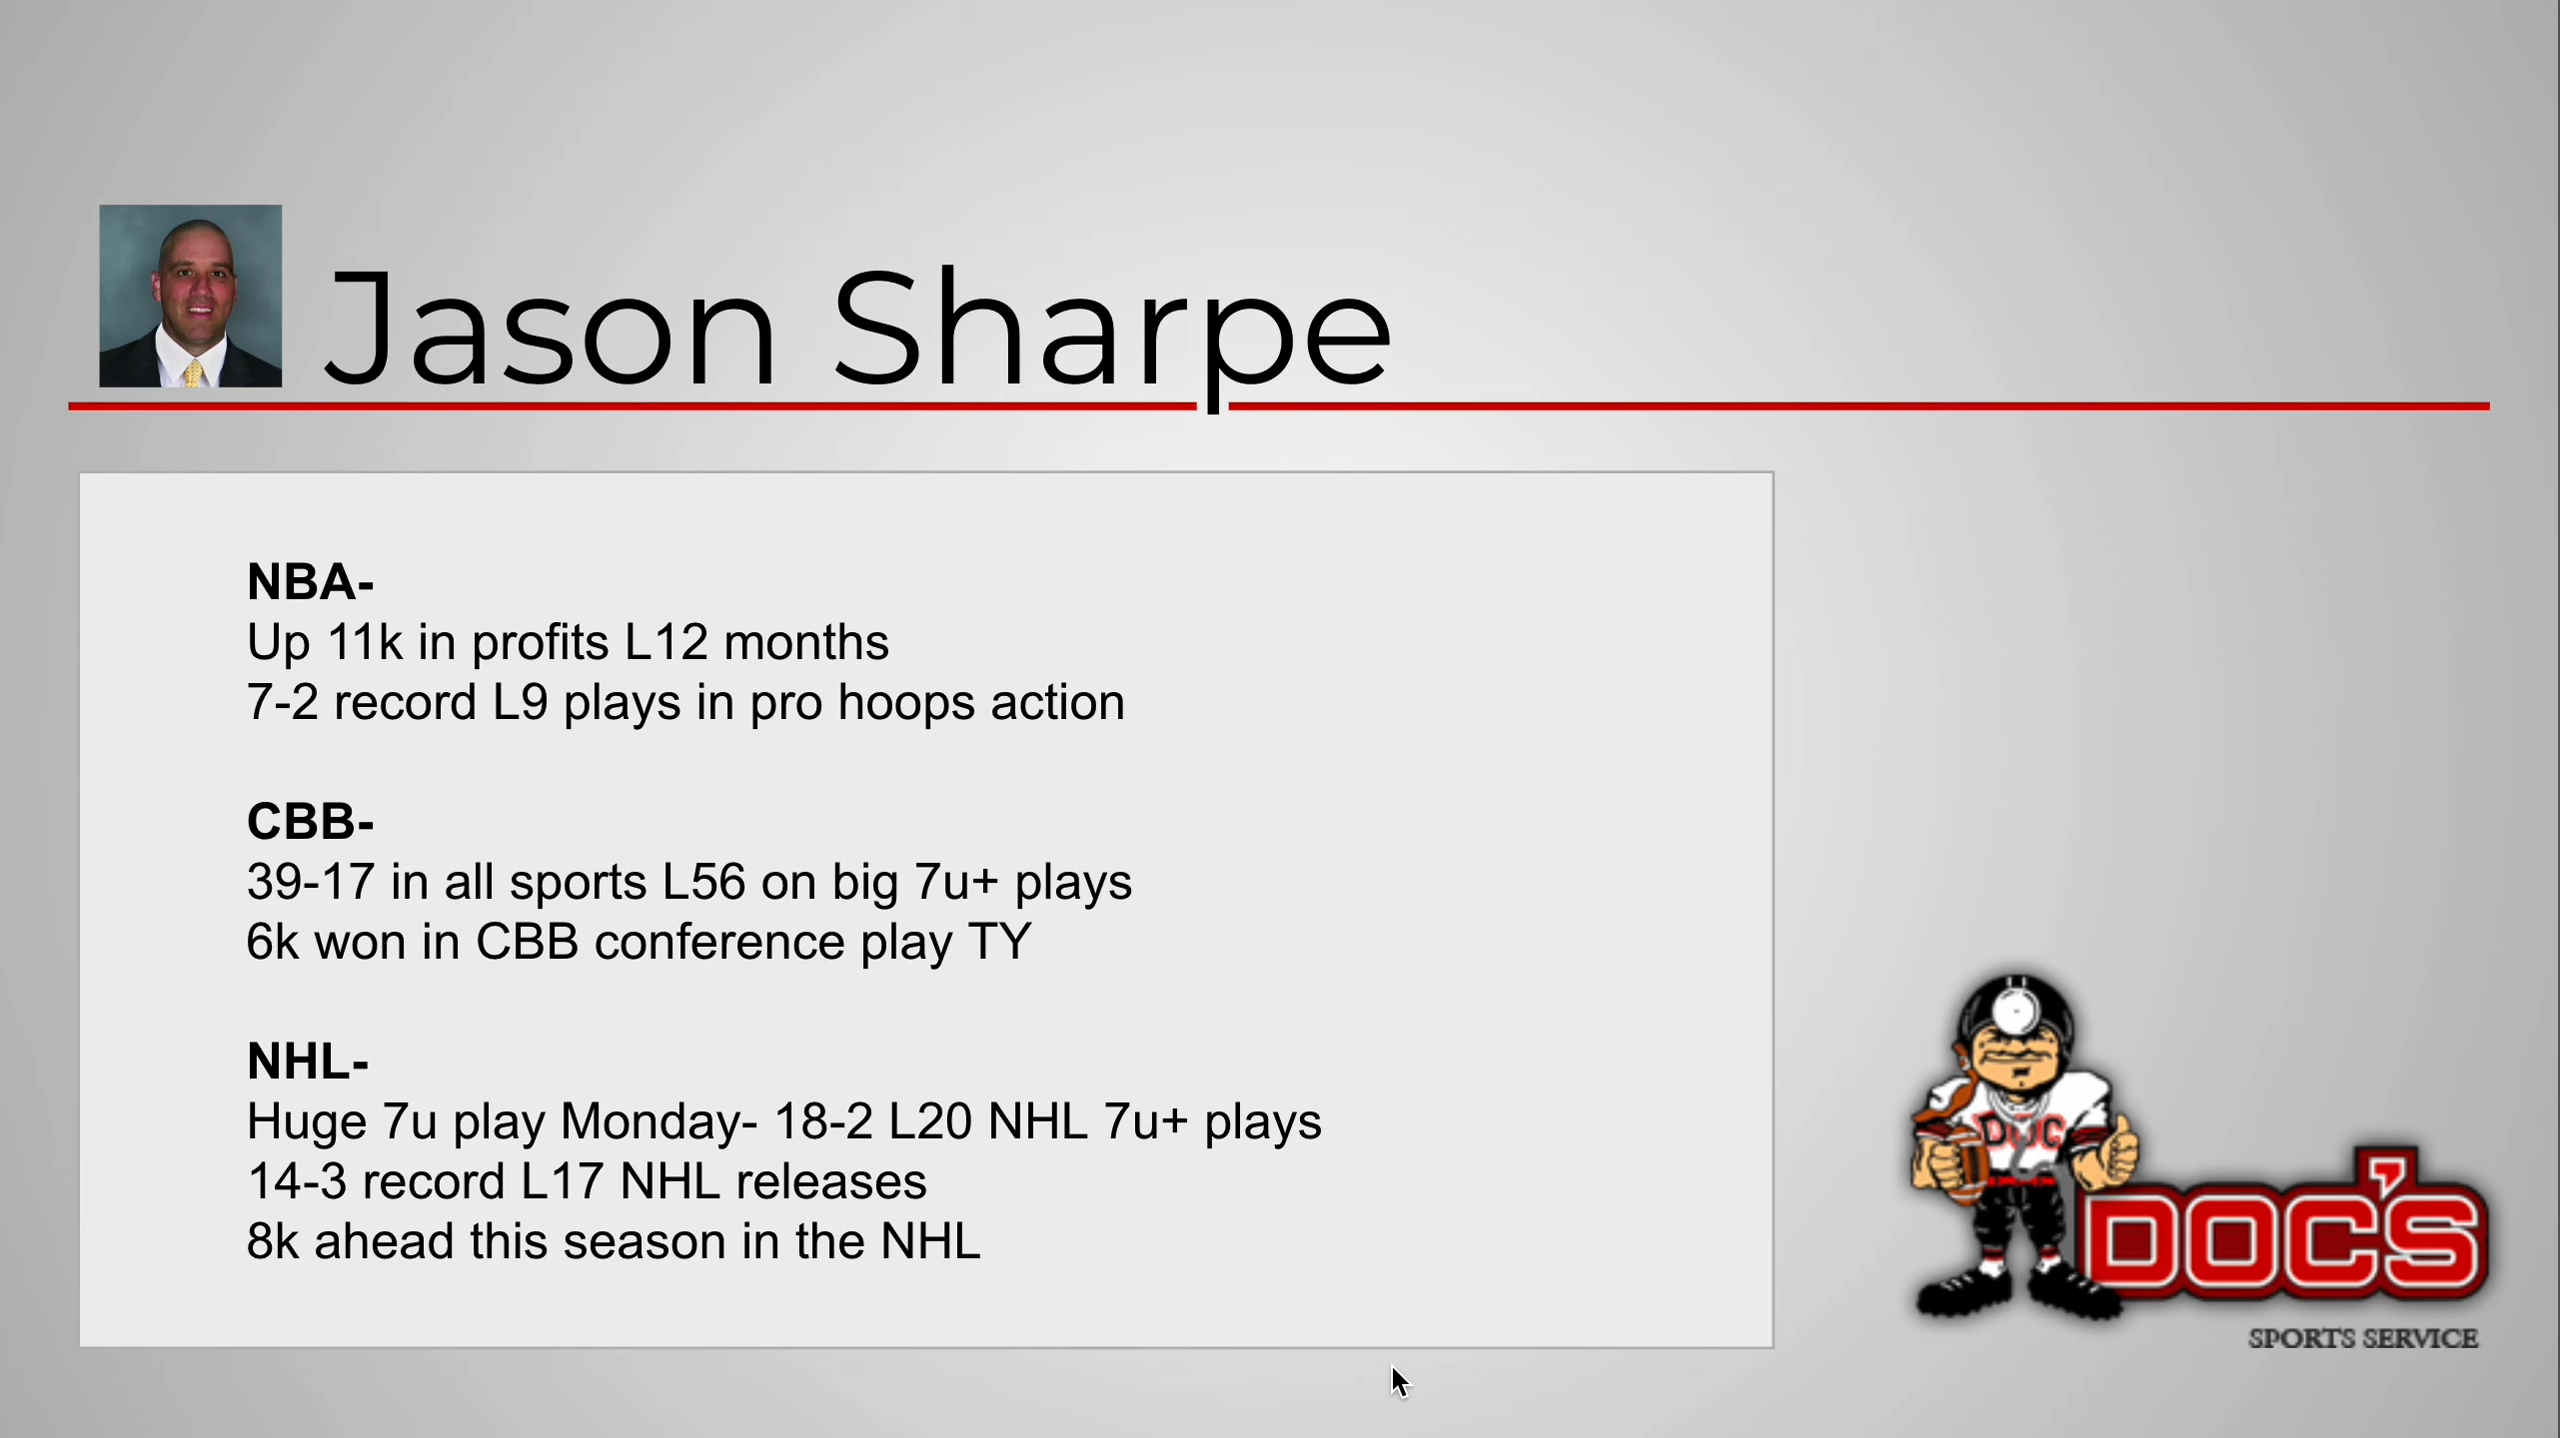 Jason Sharpe
NBA-
Up 11k in profits L12 months
7-2 record L9 plays in pro hoops action
CBB-
39-17 in all sports L56 on big 7u+ plays
6k won in CBB conference play TY
NHL-
Huge 7u play Monday- 18-2 L20 NHL 7u+ plays
14-3 record L17 NHL releases
8k ahead this season in the NHL
DOC
DOC'S
SPORTS SERVICE